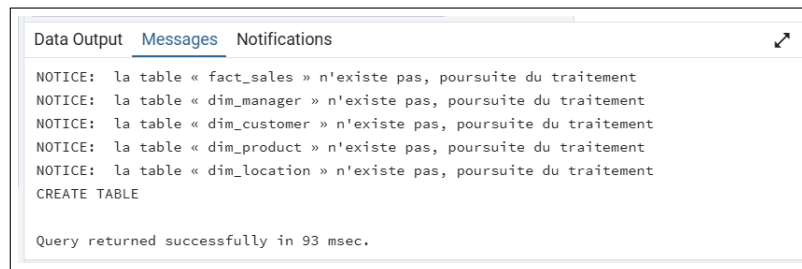 Data Output Messages Notifications
NOTICE:  la table « fact_sales » n'existe pas, poursuite du traitement
NOTICE:  la table « dim_manager » n'existe pas, poursuite du traitement
NOTICE:  la table « dim_customer » n'existe pas, poursuite du traitement
NOTICE:  la table « dim_product » n'existe pas, poursuite du traitement
NOTICE:  la table « dim_location » n'existe pas, poursuite du traitement
CREATE TABLE
Query returned successfully in 93 msec.